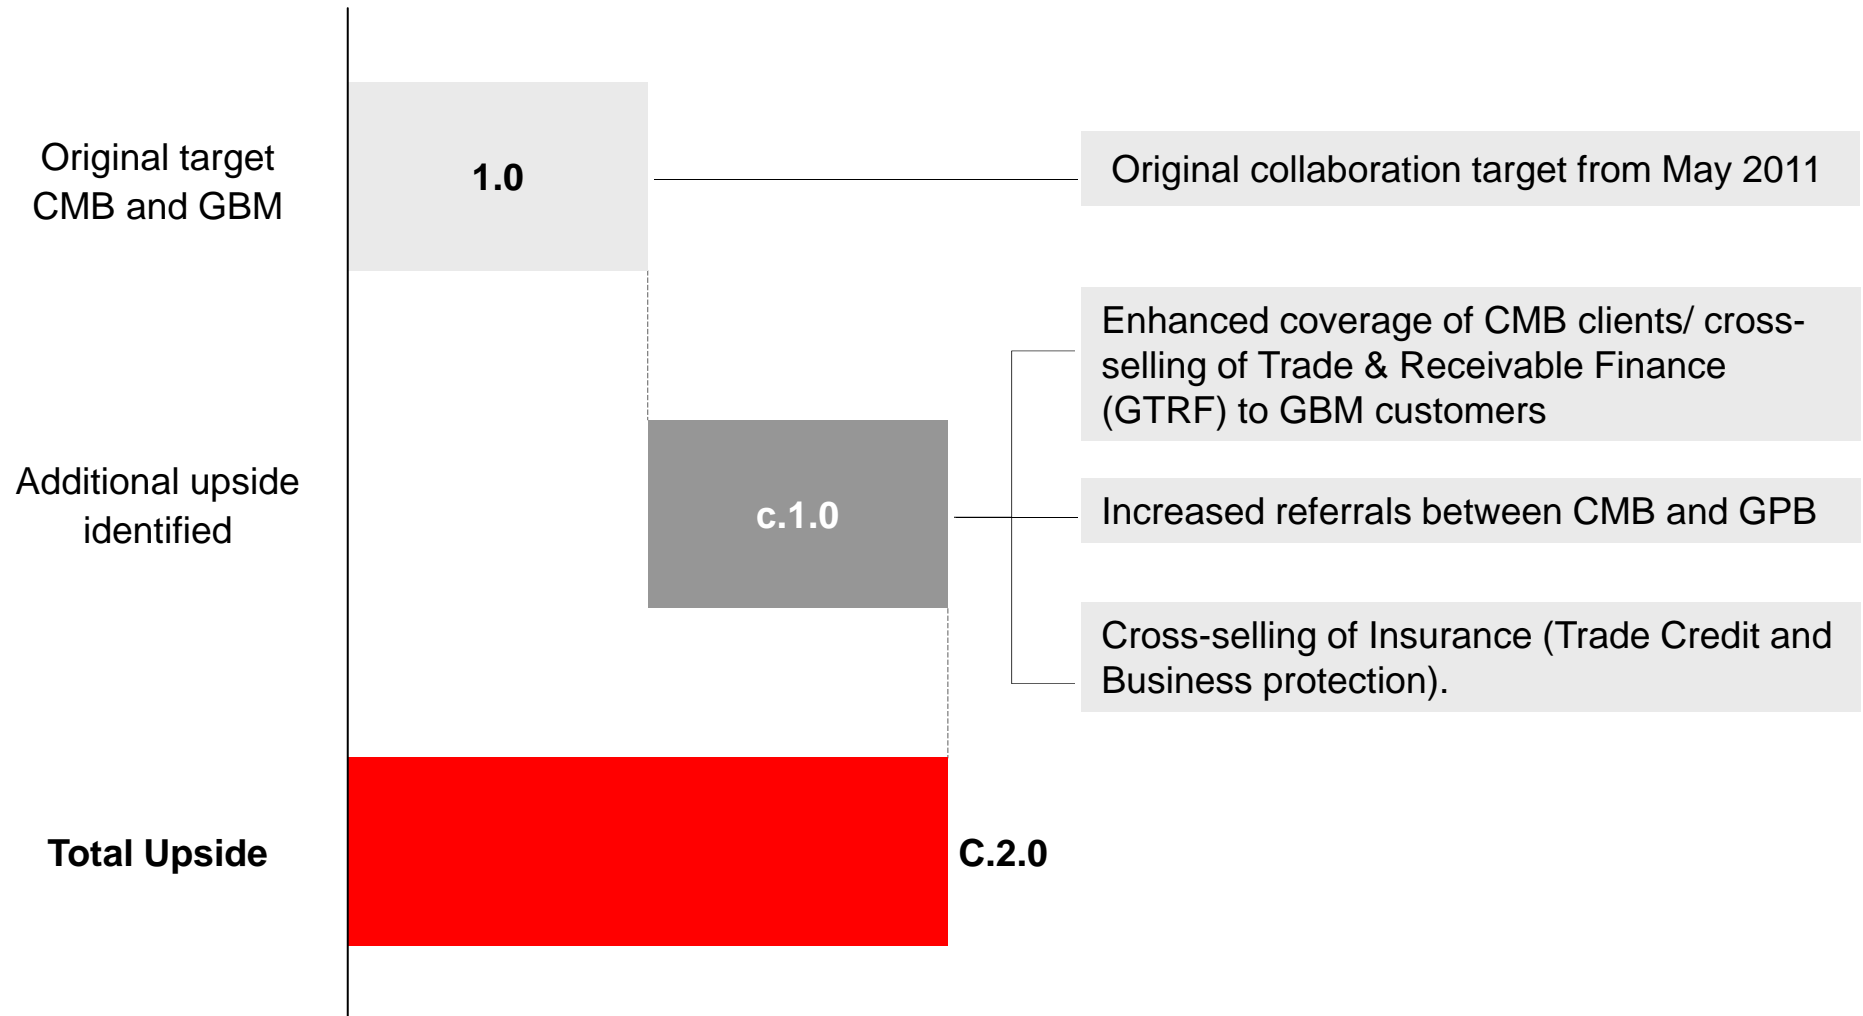 Original target
CMB and GBM
1.0
Original collaboration target from May 2011
Additional upside
identified
c.1.0
Enhanced coverage of CMB clients/ cross-
selling of Trade & Receivable Finance
(GTRF) to GBM customers
Increased referrals between CMB and GPB
Cross-selling of Insurance (Trade Credit and
Business protection).
Total Upside
C.2.0